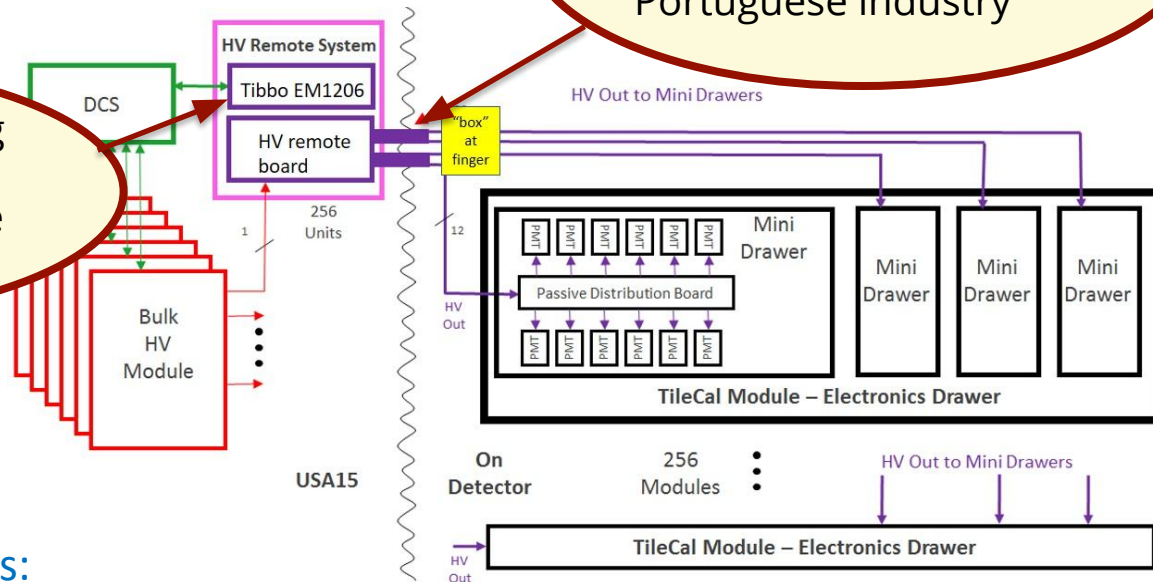 Portuguese industry
HV Remote System
Tibbo EM1206
HV remote
board
DCS
HV Out to Mini Drawers
"box"
at
finger
256
Units
1
12
HV
Out
PMT PMT PMT PMT PMT PMT
Passive Distribution Board
PMT PMT PMT PMT PMT PMT
Mini
Drawer
Mini
Drawer
Mini
Drawer
Mini
Drawer
TileCal Module – Electronics Drawer
Bulk
HV
Module
USA15
On
Detector
256
Modules
HV Out to Mini Drawers
TileCal Module – Electronics Drawer
HV
Out
s: